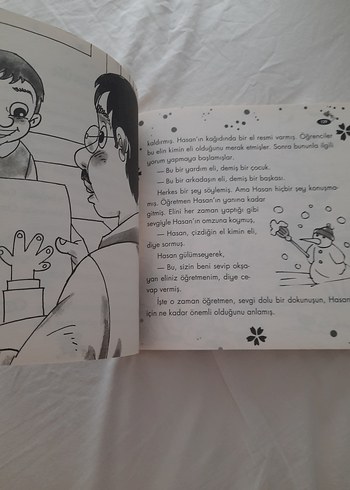 kaldırmış. Hasan'ın kağıdında bir el resmi varmış. Öğrenciler
bu elin kimin eli olduğunu merak etmişler. Sonra bununla ilgili
yorum yapmaya başlamışlar.
— Bu bir yardım eli, demiş bir çocuk.
— Bu bir arkadaşın eli, demiş bir başkası.
Herkes bir şey söylemiş. Ama Hasan hiçbir şey konuşma-
mış. Öğretmen Hasan'ın yanına kadar
gitmiş. Elini her zaman yaptığı gibi
sevgiyle Hasan'ın omzuna koymuş,
— Hasan, çizdiğin el kimin eli,
diye sormuş.
Hasan gülümseyerek,
— Bu, sizin beni sevip okşa-
yan eliniz öğretmenim, diye ce-
vap vermiş.
İşte o zaman öğretmen, sevgi dolu bir dokunuşun, Hasan
için ne kadar önemli olduğunu anlamış.